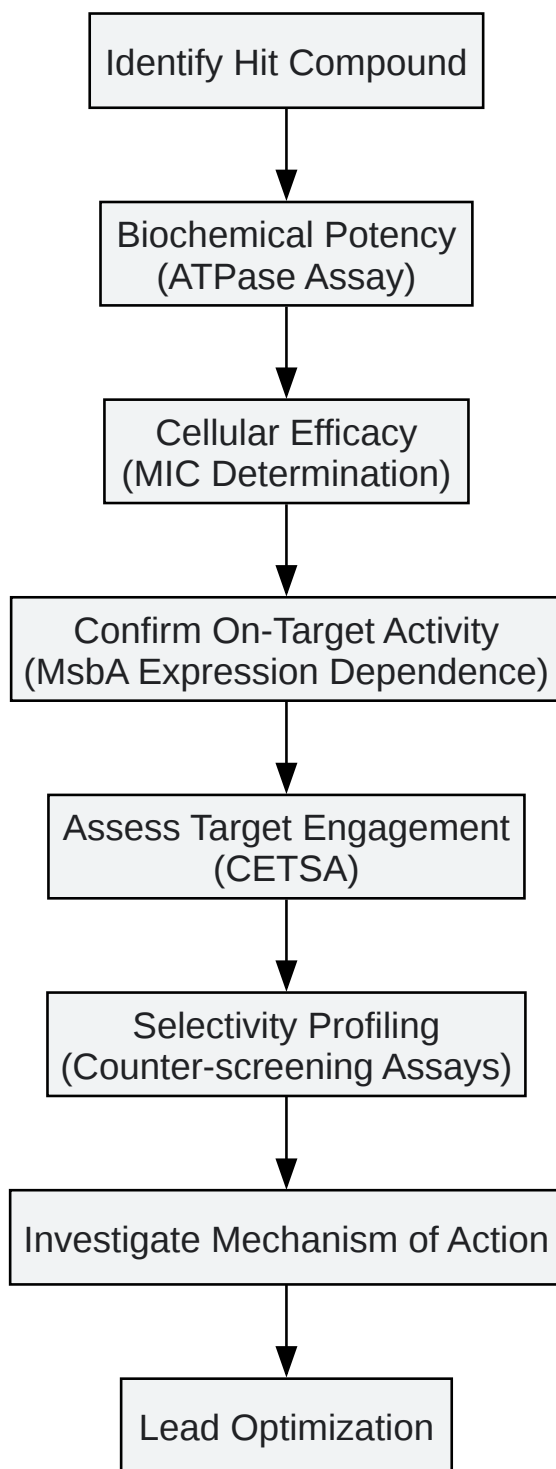 Identify Hit Compound
Biochemical Potency
(ATPase Assay)
Cellular Efficacy
(MIC Determination)
Confirm On-Target Activity
(MsbA Expression Dependence)
Assess Target Engagement
(CETSA)
Selectivity Profiling
(Counter-screening Assays)
Investigate Mechanism of Action
Lead Optimization